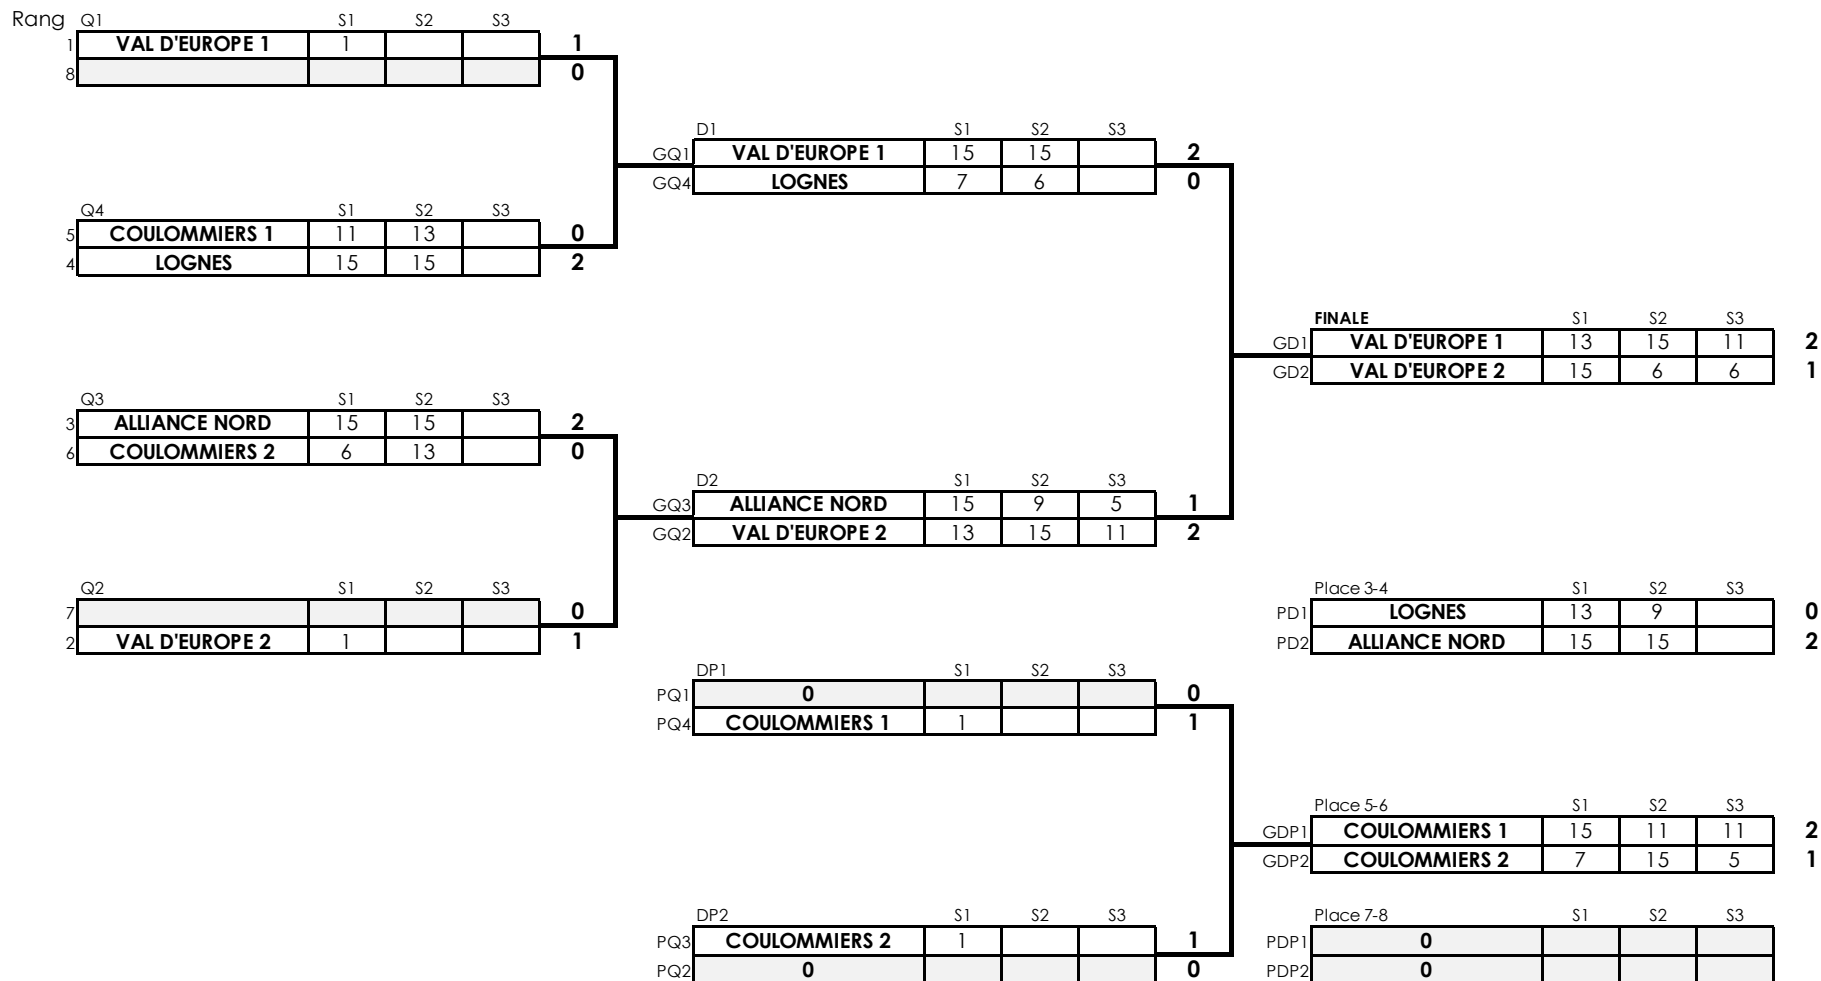 Rang Q1 S1 S2 S3
1 VAL D'EUROPE 1 1 1
8 0
D1 S1 S2 S3
GQ1 VAL D'EUROPE 1 15 15 2
GQ4 LOGNES 7 6 0
Q4 S1 S2 S3
5 COULOMMIERS 1 11 13 0
4 LOGNES 15 15 2
FINALE S1 S2 S3
GD1 VAL D'EUROPE 1 13 15 11 2
GD2 VAL D'EUROPE 2 15 6 6 1
Q3 S1 S2 S3
3 ALLIANCE NORD 15 15 2
6 COULOMMIERS 2 6 13 0
D2 S1 S2 S3
GQ3 ALLIANCE NORD 15 9 5 1
GQ2 VAL D'EUROPE 2 13 15 11 2
Q2 S1 S2 S3
7 0
2 VAL D'EUROPE 2 1 1
Place 3-4 S1 S2 S3
PD1 LOGNES 13 9 0
PD2 ALLIANCE NORD 15 15 2
DP1 S1 S2 S3
PQ1 0 0
PQ4 COULOMMIERS 1 1 1
Place 5-6 S1 S2 S3
GDP1 COULOMMIERS 1 15 11 11 2
GDP2 COULOMMIERS 2 7 15 5 1
DP2 S1 S2 S3
PQ3 COULOMMIERS 2 1 1
PQ2 0 0
Place 7-8 S1 S2 S3
PDP1 0
PDP2 0